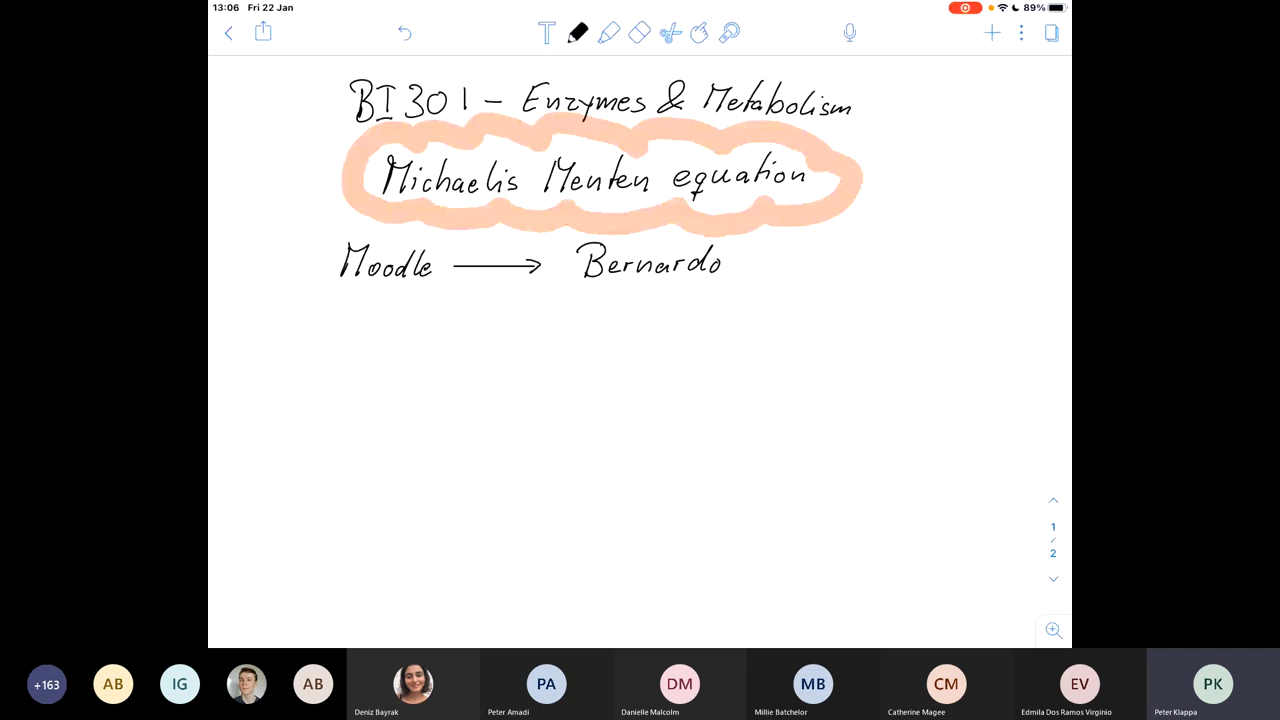 13:06 Fri 22 Jan
89%
T
BI301 - Enzymes & Metabolism
Michaelis Menten equation
Moodle → Bernardo
1
/
2
+163
AB
IG
AB
Deniz Bayrak
PA
Peter Amadi
DM
Danielle Malcolm
MB
Millie Batchelor
CM
Catherine Magee
EV
Edmila Dos Ramos Virginio
PK
Peter Klappa